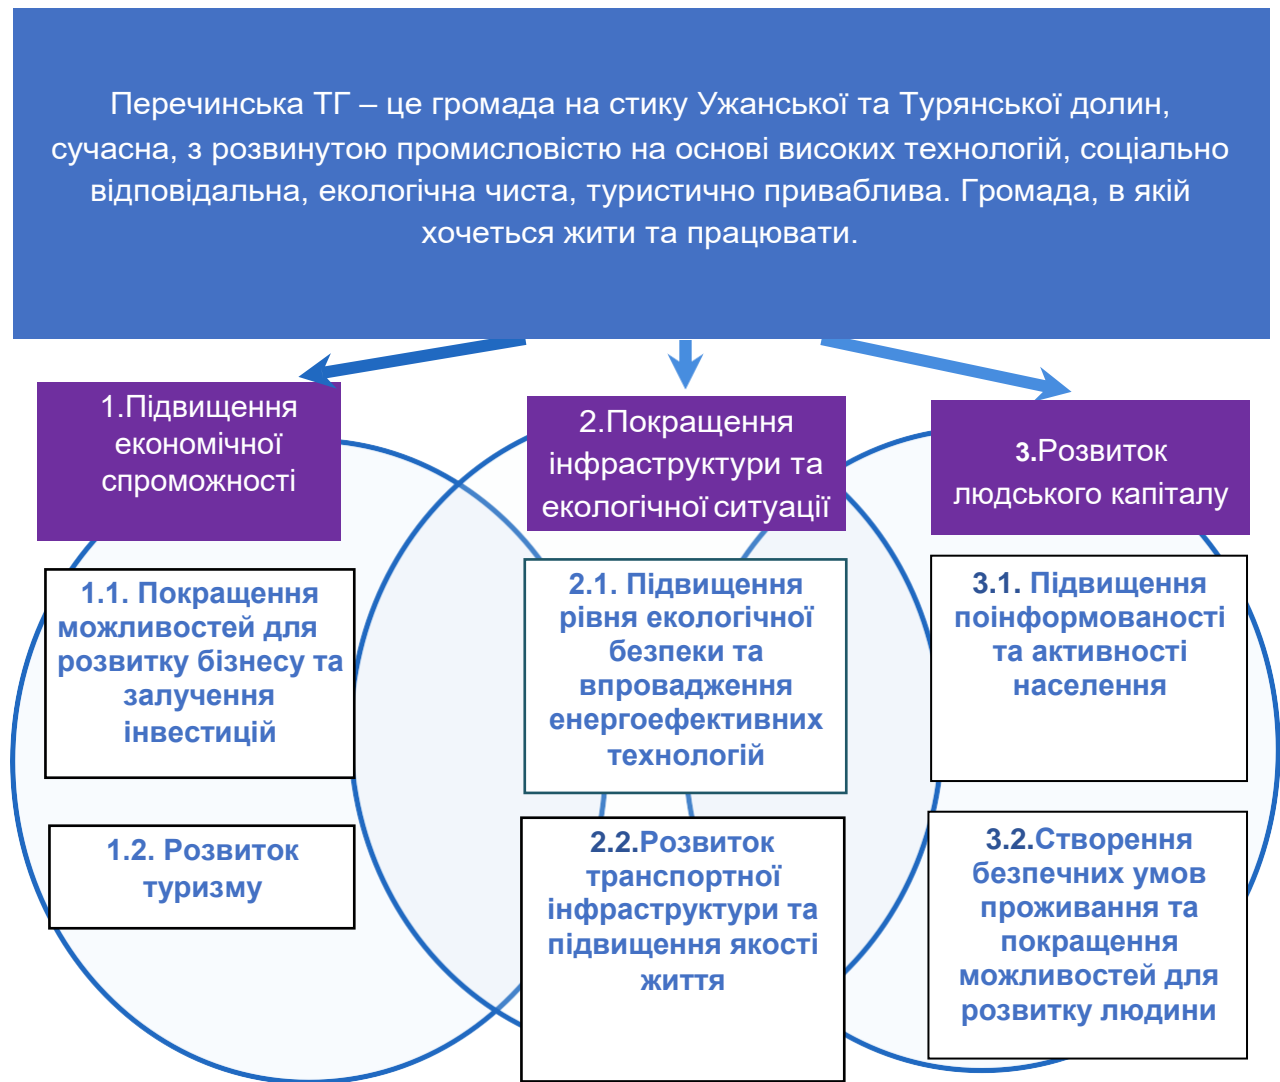 Перечинська ТГ – це громада на стику Ужанської та Турянської долин,
сучасна, з розвинутою промисловістю на основі високих технологій, соціально
відповідальна, екологічна чиста, туристично приваблива. Громада, в якій
хочеться жити та працювати.
1.Підвищення
економічної
спроможності
2.Покращення
інфраструктури та
екологічної ситуації
3.Розвиток
людського капіталу
1.1. Покращення
можливостей для
розвитку бізнесу та
залучення
інвестицій
2.1. Підвищення
рівня екологічної
безпеки та
впровадження
енергоефективних
технологій
3.1. Підвищення
поінформованості
та активності
населення
1.2. Розвиток
туризму
2.2.Розвиток
транспортної
інфраструктури та
підвищення якості
життя
3.2.Створення
безпечних умов
проживання та
покращення
можливостей для
розвитку людини